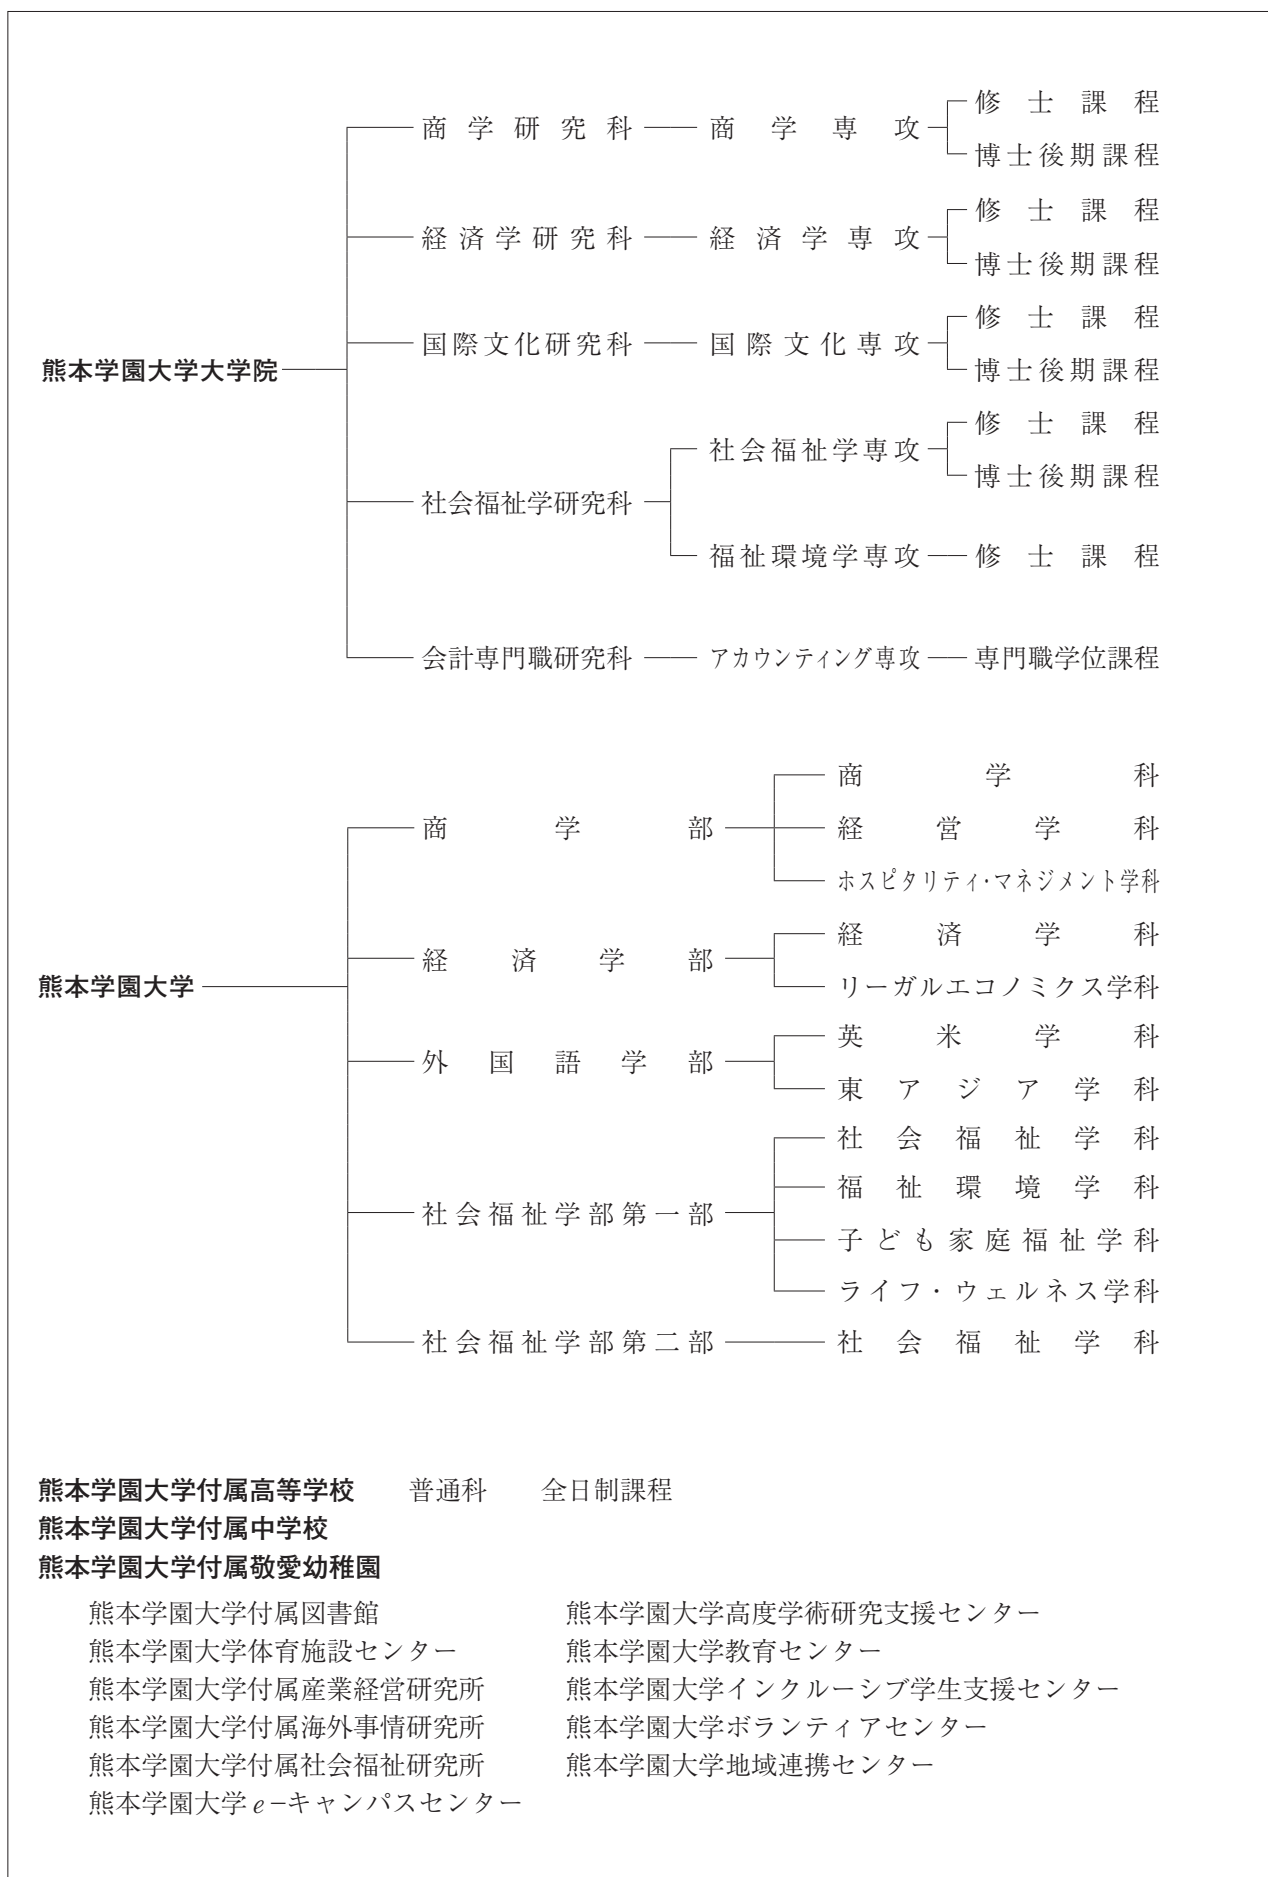 修士課程
商学研究科 商学専攻
博士後期課程
修士課程
経済学研究科 経済学専攻
博士後期課程
修士課程
国際文化研究科 国際文化専攻
博士後期課程
熊本学園大学大学院
修士課程
社会福祉学専攻
博士後期課程
社会福祉学研究科
福祉環境学専攻 修士課程
会計専門職研究科 アカウンティング専攻 専門職学位課程
商学科
商学部 経営学科
ホスピタリティ・マネジメント学科
経済学科
経済学部
リーガルエコノミクス学科
熊本学園大学
英米学科
外国語学部
東アジア学科
社会福祉学科
福祉環境学科
社会福祉学部第一部
子ども家庭福祉学科
ライフ・ウェルネス学科
社会福祉学部第二部 社会福祉学科
熊本学園大学付属高等学校 普通科 全日制課程
熊本学園大学付属中学校
熊本学園大学付属敬愛幼稚園
熊本学園大学付属図書館 熊本学園大学高度学術研究支援センター
熊本学園大学体育施設センター 熊本学園大学教育センター
熊本学園大学付属産業経営研究所 熊本学園大学インクルーシブ学生支援センター
熊本学園大学付属海外事情研究所 熊本学園大学ボランティアセンター
熊本学園大学付属社会福祉研究所 熊本学園大学地域連携センター
熊本学園大学e−キャンパスセンター